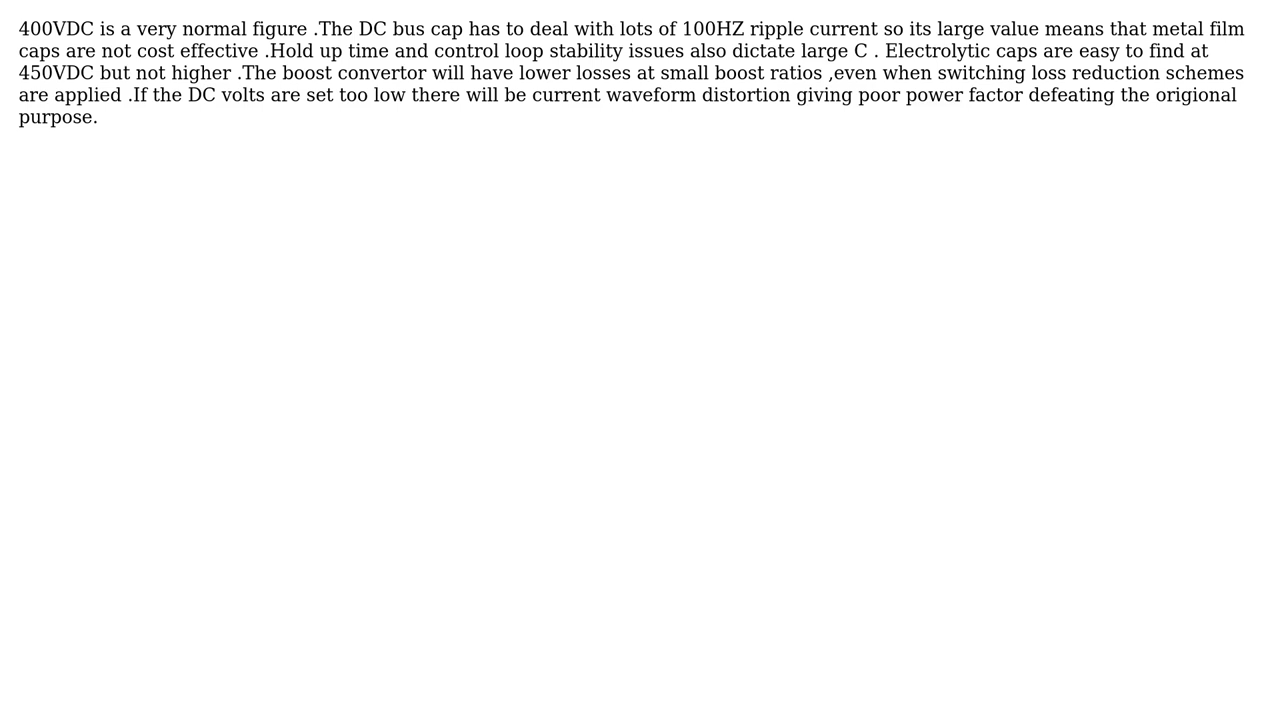 400VDC is a very normal figure .The DC bus cap has to deal with lots of 100HZ ripple current so its large value means that metal film
caps are not cost effective .Hold up time and control loop stability issues also dictate large C . Electrolytic caps are easy to find at
450VDC but not higher .The boost convertor will have lower losses at small boost ratios ,even when switching loss reduction schemes
are applied .If the DC volts are set too low there will be current waveform distortion giving poor power factor defeating the origional
purpose.